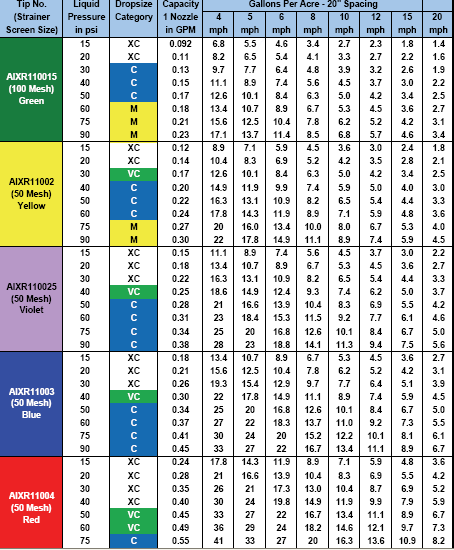 Tip No. Liquid Dropsize Capacity Gallons Per Acre - 20" Spacing
(Strainer Pressure Category 1 Nozzle 4 5 6 8 10 12 15 20
Screen Size) in psi in GPM mph mph mph mph mph mph mph mph
AIXR110015
(100 Mesh)
Green
15 XC 0.092 6.8 5.5 4.6 3.4 2.7 2.3 1.8 1.4
20 XC 0.11 8.2 6.5 5.4 4.1 3.3 2.7 2.2 1.6
30 C 0.13 9.7 7.7 6.4 4.8 3.9 3.2 2.6 1.9
40 C 0.15 11.1 8.9 7.4 5.6 4.5 3.7 3.0 2.2
50 C 0.17 12.6 10.1 8.4 6.3 5.0 4.2 3.4 2.5
60 M 0.18 13.4 10.7 8.9 6.7 5.3 4.5 3.6 2.7
75 M 0.21 15.6 12.5 10.4 7.8 6.2 5.2 4.2 3.1
90 M 0.23 17.1 13.7 11.4 8.5 6.8 5.7 4.6 3.4
AIXR11002
(50 Mesh)
Yellow
15 XC 0.12 8.9 7.1 5.9 4.5 3.6 3.0 2.4 1.8
20 XC 0.14 10.4 8.3 6.9 5.2 4.2 3.5 2.8 2.1
30 VC 0.17 12.6 10.1 8.4 6.3 5.0 4.2 3.4 2.5
40 C 0.20 14.9 11.9 9.9 7.4 5.9 5.0 4.0 3.0
50 C 0.22 16.3 13.1 10.9 8.2 6.5 5.4 4.4 3.3
60 C 0.24 17.8 14.3 11.9 8.9 7.1 5.9 4.8 3.6
75 M 0.27 20 16.0 13.4 10.0 8.0 6.7 5.3 4.0
90 M 0.30 22 17.8 14.9 11.1 8.9 7.4 5.9 4.5
AIXR110025
(50 Mesh)
Violet
15 XC 0.15 11.1 8.9 7.4 5.6 4.5 3.7 3.0 2.2
20 XC 0.18 13.4 10.7 8.9 6.7 5.3 4.5 3.6 2.7
30 XC 0.22 16.3 13.1 10.9 8.2 6.5 5.4 4.4 3.3
40 VC 0.25 18.6 14.9 12.4 9.3 7.4 6.2 5.0 3.7
50 C 0.28 21 16.6 13.9 10.4 8.3 6.9 5.5 4.2
60 C 0.31 23 18.4 15.3 11.5 9.2 7.7 6.1 4.6
75 C 0.34 25 20 16.8 12.6 10.1 8.4 6.7 5.0
90 C 0.38 28 23 18.8 14.1 11.3 9.4 7.5 5.6
AIXR11003
(50 Mesh)
Blue
15 XC 0.18 13.4 10.7 8.9 6.7 5.3 4.5 3.6 2.7
20 XC 0.21 15.6 12.5 10.4 7.8 6.2 5.2 4.2 3.1
30 XC 0.26 19.3 15.4 12.9 9.7 7.7 6.4 5.1 3.9
40 VC 0.30 22 17.8 14.9 11.1 8.9 7.4 5.9 4.5
50 C 0.34 25 20 16.8 12.6 10.1 8.4 6.7 5.0
60 C 0.37 27 22 18.3 13.7 11.0 9.2 7.3 5.5
75 C 0.41 30 24 20 15.2 12.2 10.1 8.1 6.1
90 C 0.45 33 27 22 16.7 13.4 11.1 8.9 6.7
AIXR11004
(50 Mesh)
Red
15 XC 0.24 17.8 14.3 11.9 8.9 7.1 5.9 4.8 3.6
20 XC 0.28 21 16.6 13.9 10.4 8.3 6.9 5.5 4.2
30 XC 0.35 26 21 17.3 13.0 10.4 8.7 6.9 5.2
40 XC 0.40 30 24 19.8 14.9 11.9 9.9 7.9 5.9
50 VC 0.45 33 27 22 16.7 13.4 11.1 8.9 6.7
60 VC 0.49 36 29 24 18.2 14.6 12.1 9.7 7.3
75 C 0.55 41 33 27 20 16.3 13.6 10.9 8.2